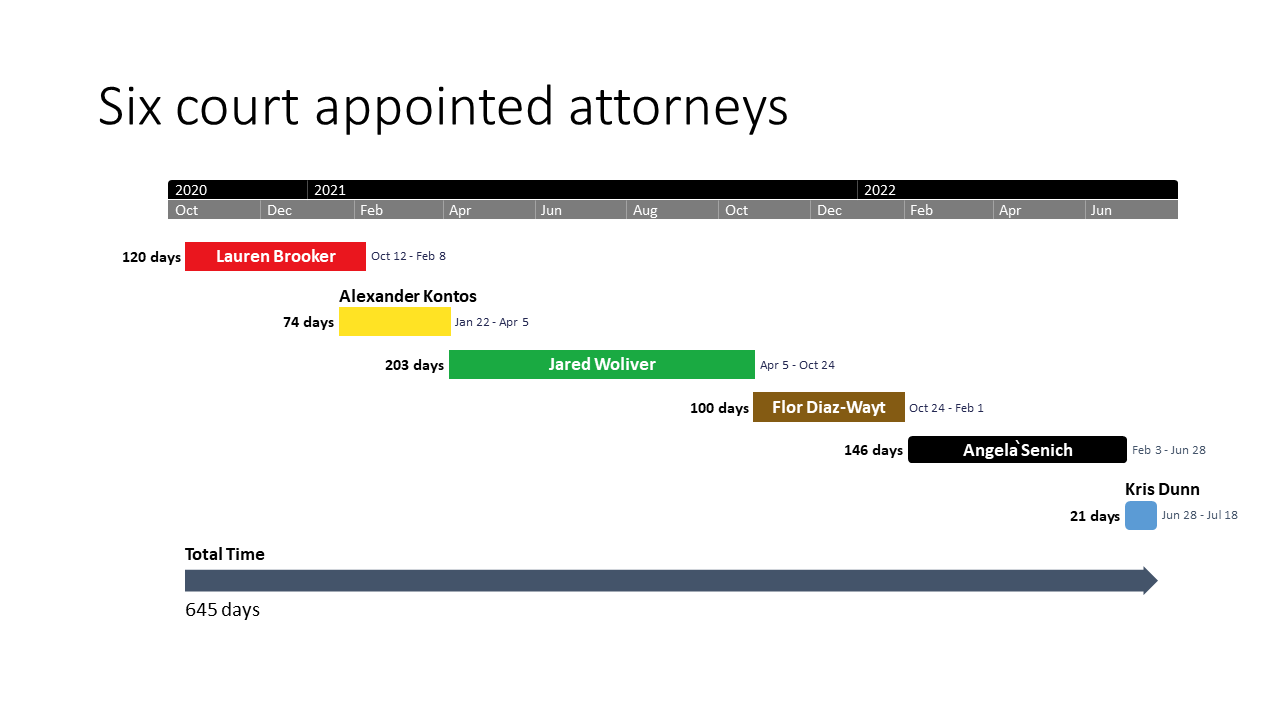 Six court appointed attorneys
2020 2021 2022
Oct Dec Feb Apr Jun Aug Oct Dec Feb Apr Jun
120 days Lauren Brooker Oct 12 - Feb 8
Alexander Kontos
74 days Jan 22 - Apr 5
203 days Jared Woliver Apr 5 - Oct 24
100 days Flor Diaz-Wayt Oct 24 - Feb 1
146 days Angela`Senich Feb 3 - Jun 28
Kris Dunn
21 days Jun 28 - Jul 18
Total Time
645 days